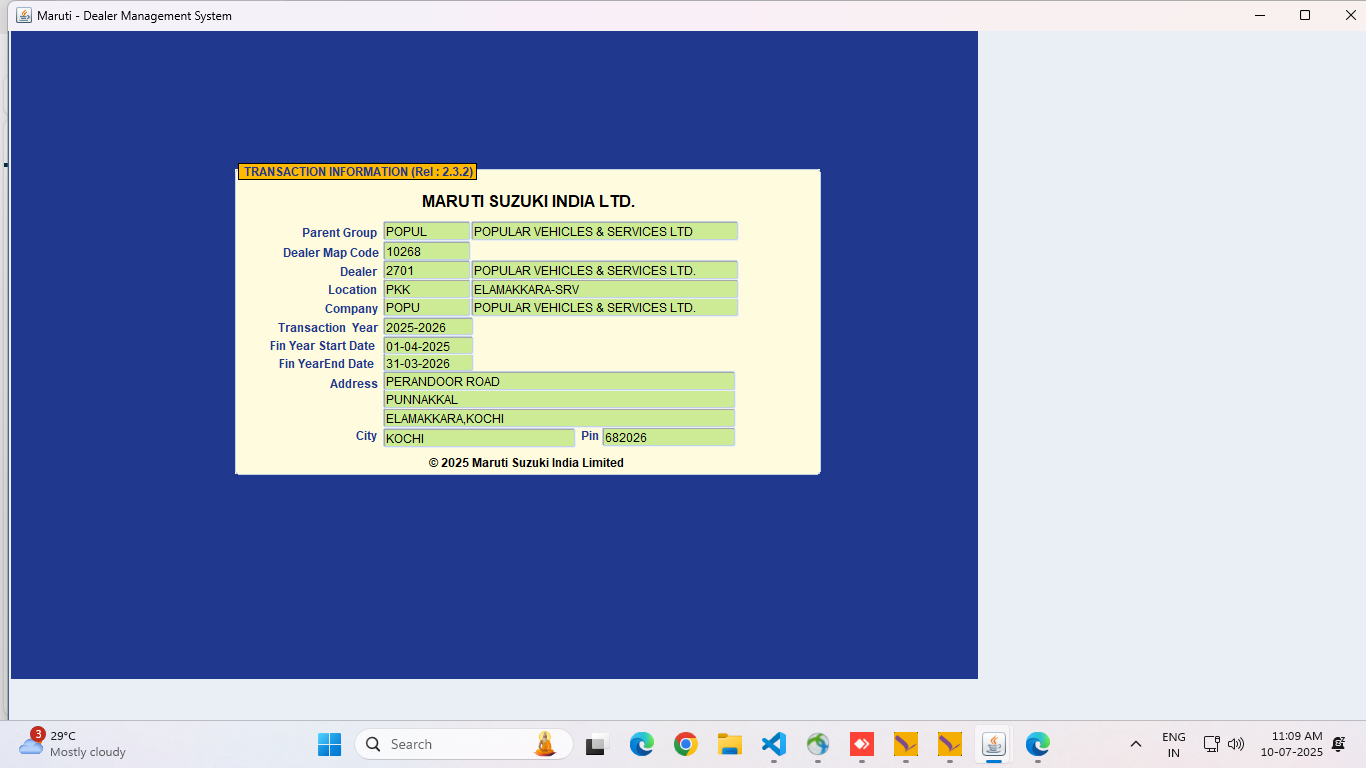 Maruti - Dealer Management System
TRANSACTION INFORMATION (Rel : 2.3.2)
MARUTI SUZUKI INDIA LTD.
Parent Group POPUL POPULAR VEHICLES & SERVICES LTD
Dealer Map Code 10268
Dealer 2701 POPULAR VEHICLES & SERVICES LTD.
Location PKK ELAMAKKARA-SRV
Company POPU POPULAR VEHICLES & SERVICES LTD.
Transaction Year 2025-2026
Fin Year Start Date 01-04-2025
Fin YearEnd Date 31-03-2026
Address PERANDOOR ROAD
PUNNAKKAL
ELAMAKKARA,KOCHI
City KOCHI Pin 682026
© 2025 Maruti Suzuki India Limited
3
29°C
Mostly cloudy
Search
ENG
IN
11:09 AM
10-07-2025